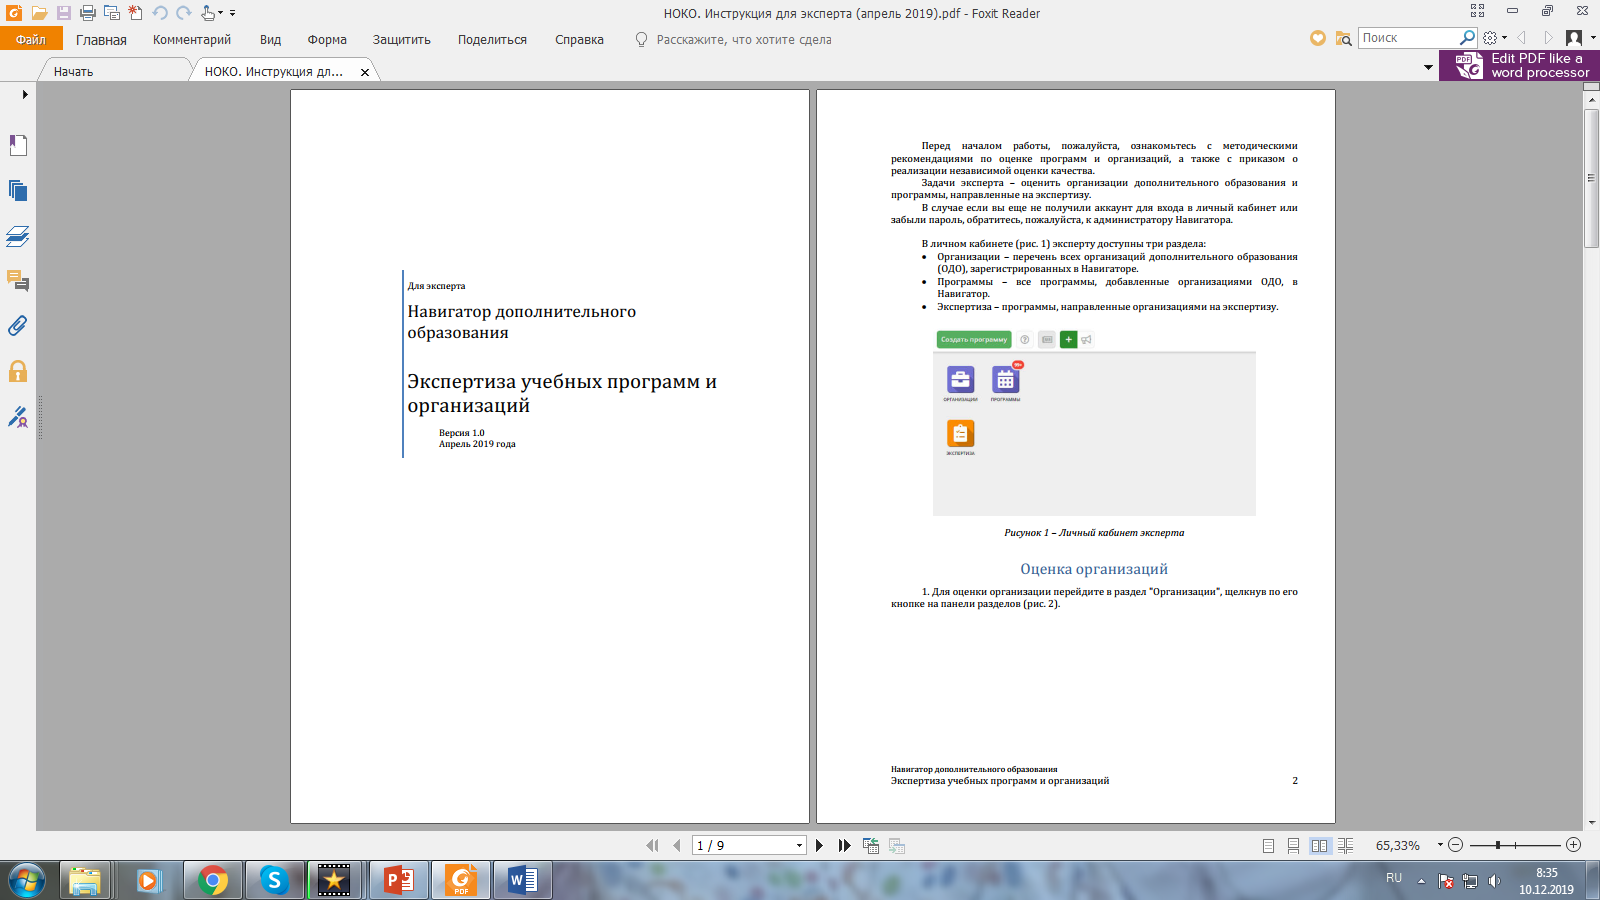 НОКО. Инструкция для эксперта (апрель 2019).pdf - Foxit Reader
Файл
Главная
Комментарий
Вид
Форма
Защитить
Поделиться
Справка
Расскажите, что хотите сдела
Поиск
Начать
НОКО. Инструкция дл...
Edit PDF like a
word processor
Для эксперта
Навигатор дополнительного
образования
Экспертиза учебных программ и
организаций
Версия 1.0
Апрель 2019 года
Перед началом работы, пожалуйста, ознакомьтесь с методическими
рекомендациями по оценке программ и организаций, а также с приказом о
реализации независимой оценки качества.
Задачи эксперта – оценить организации дополнительного образования и
программы, направленные на экспертизу.
В случае если вы еще не получили аккаунт для входа в личный кабинет или
забыли пароль, обратитесь, пожалуйста, к администратору Навигатора.
В личном кабинете (рис. 1) эксперту доступны три раздела:
• Организации – перечень всех организаций дополнительного образования
(ОДО), зарегистрированных в Навигаторе.
• Программы – все программы, добавленные организациями ОДО, в
Навигатор.
• Экспертиза – программы, направленные организациями на экспертизу.
Создать программу
99+
ОРГАНИЗАЦИИ
ПРОГРАММЫ
ЭКСПЕРТИЗА
Рисунок 1 – Личный кабинет эксперта
Оценка организаций
1. Для оценки организации перейдите в раздел "Организации", щелкнув по его
кнопке на панели разделов (рис. 2).
Навигатор дополнительного образования
Экспертиза учебных программ и организаций 2
1 / 9
65,33%
RU
8:35
10.12.2019